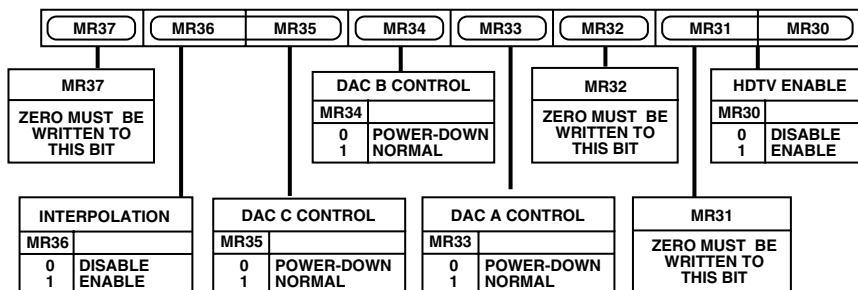 MR37 MR36 MR35 MR34 MR33 MR32 MR31 MR30
MR37
ZERO MUST BE
WRITTEN TO
THIS BIT
DAC B CONTROL
MR34
0 POWER-DOWN
1 NORMAL
MR32
ZERO MUST BE
WRITTEN TO
THIS BIT
HDTV ENABLE
MR30
0 DISABLE
1 ENABLE
INTERPOLATION
MR36
0 DISABLE
1 ENABLE
DAC C CONTROL
MR35
0 POWER-DOWN
1 NORMAL
DAC A CONTROL
MR33
0 POWER-DOWN
1 NORMAL
MR31
ZERO MUST BE
WRITTEN TO
THIS BIT